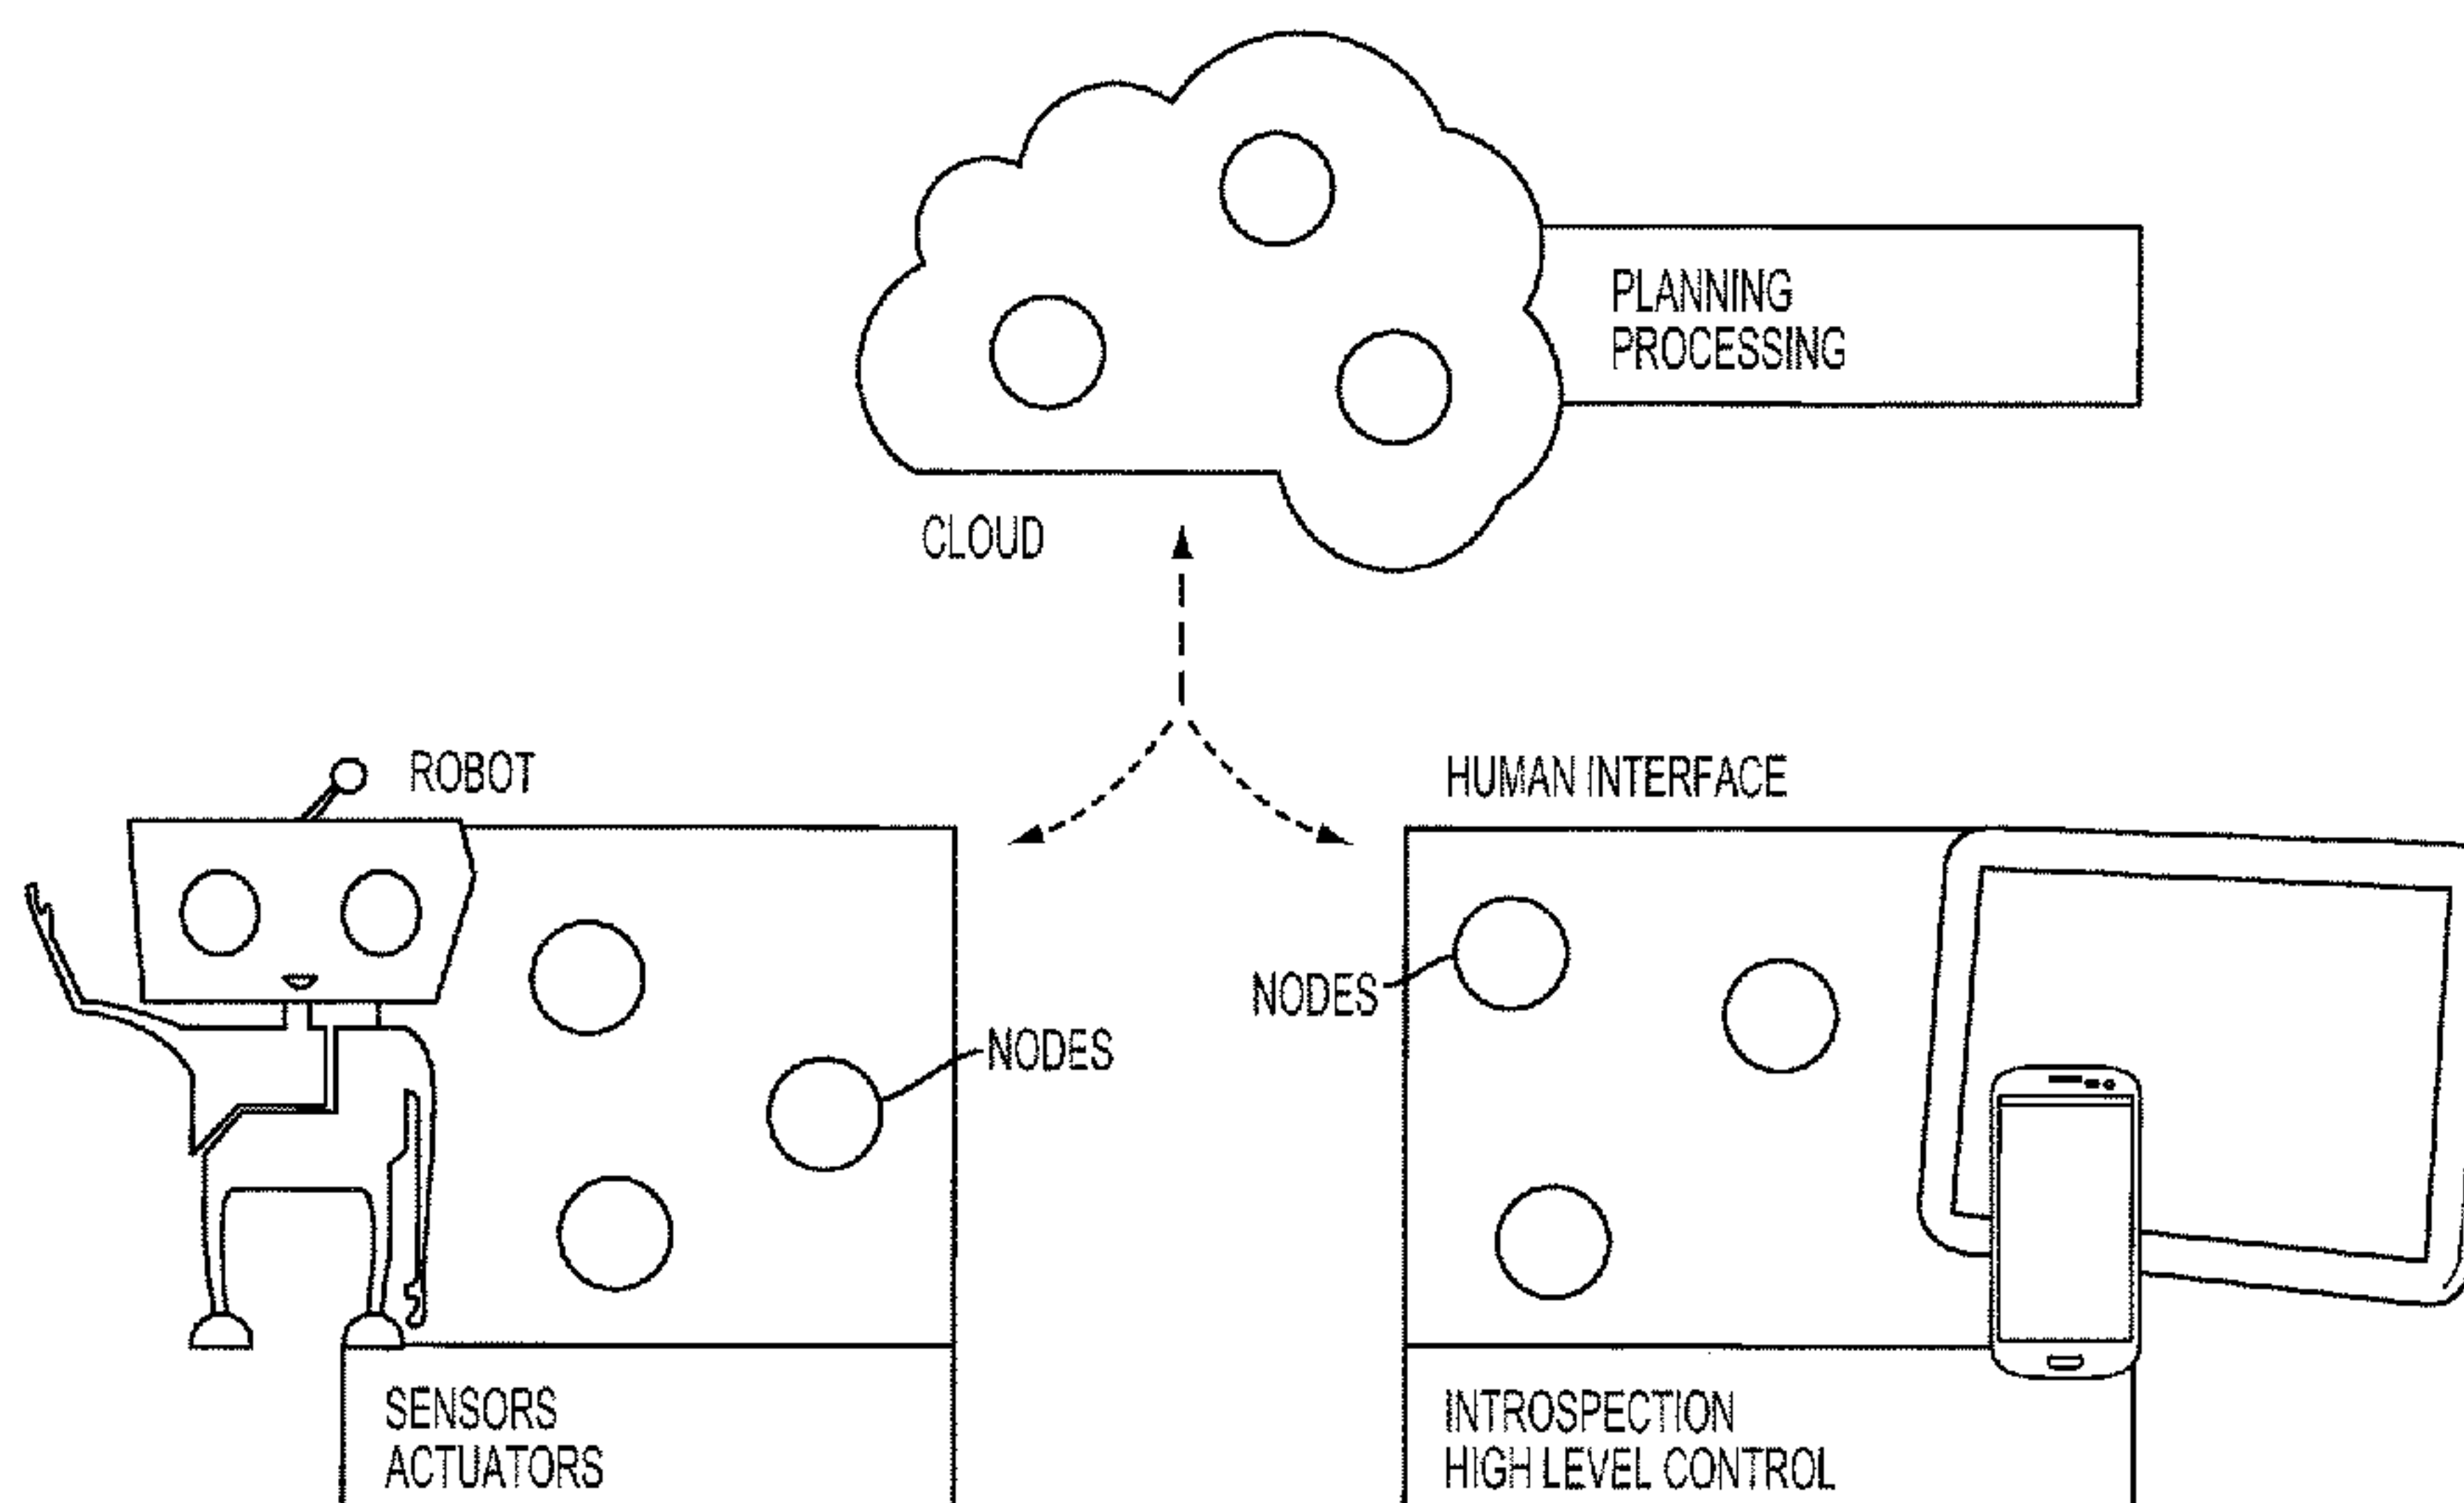 PLANNING
PROCESSING
CLOUD
ROBOT
HUMAN INTERFACE
NODES
NODES
SENSORS
ACTUATORS
INTROSPECTION
HIGH LEVEL CONTROL